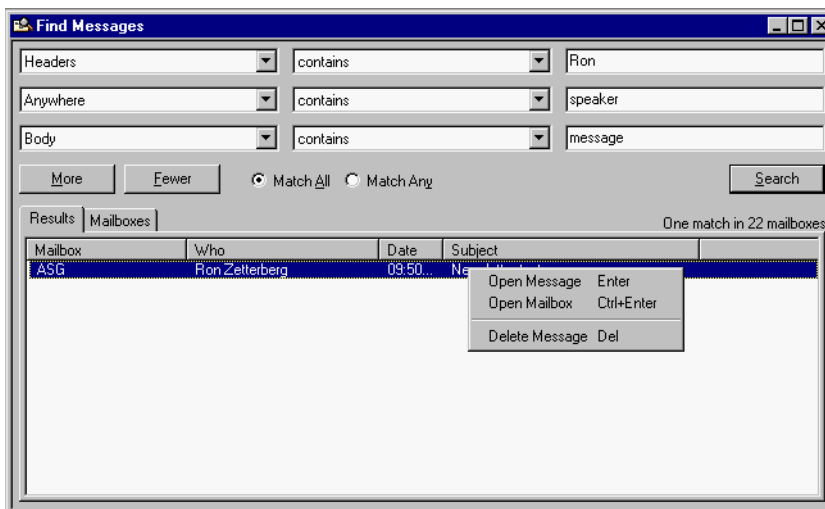 Find Messages
Headers contains Ron
Anywhere contains speaker
Body contains message
More Fewer Match All Match Any Search
Results Mailboxes One match in 22 mailboxes
Mailbox Who Date Subject
ASG Ron Zetterberg 09:50...
Open Message Enter
Open Mailbox Ctrl+Enter
Delete Message Del